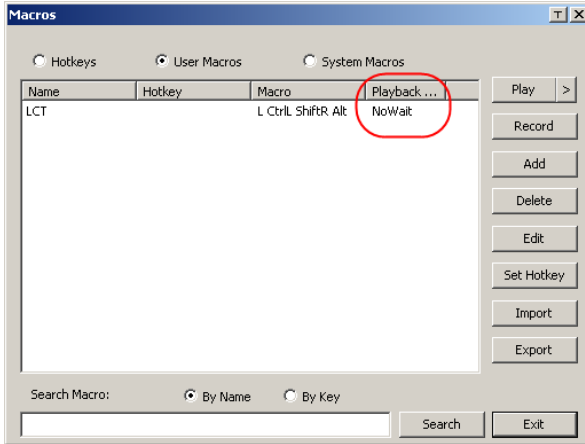 Macros
Hotkeys User Macros System Macros
Name Hotkey Macro Playback ...
LCT L CtrlL ShiftR Alt NoWait
Play >
Record
Add
Delete
Edit
Set Hotkey
Import
Export
Search Macro: By Name By Key
Search Exit